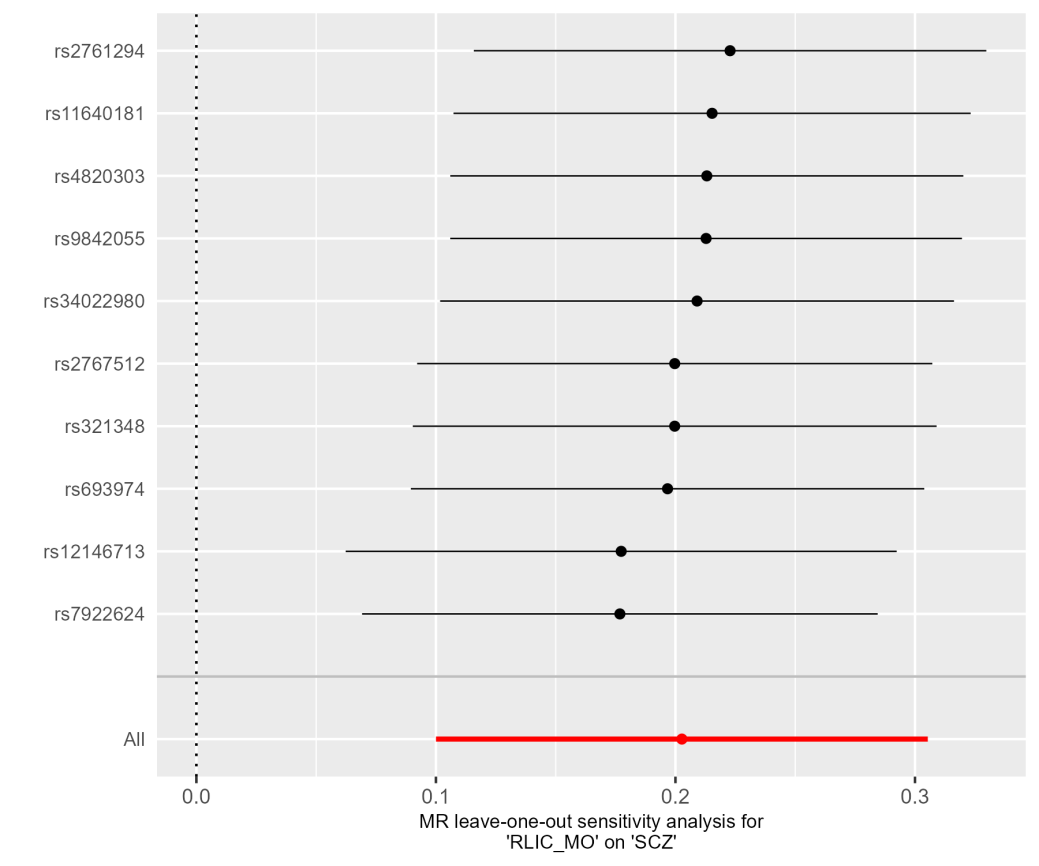 rs2761294
rs11640181
rs4820303
rs9842055
rs34022980
rs2767512
rs321348
rs693974
rs12146713
rs7922624
All
0.0 0.1 0.2 0.3
MR leave-one-out sensitivity analysis for
'RLIC_MO' on 'SCZ'